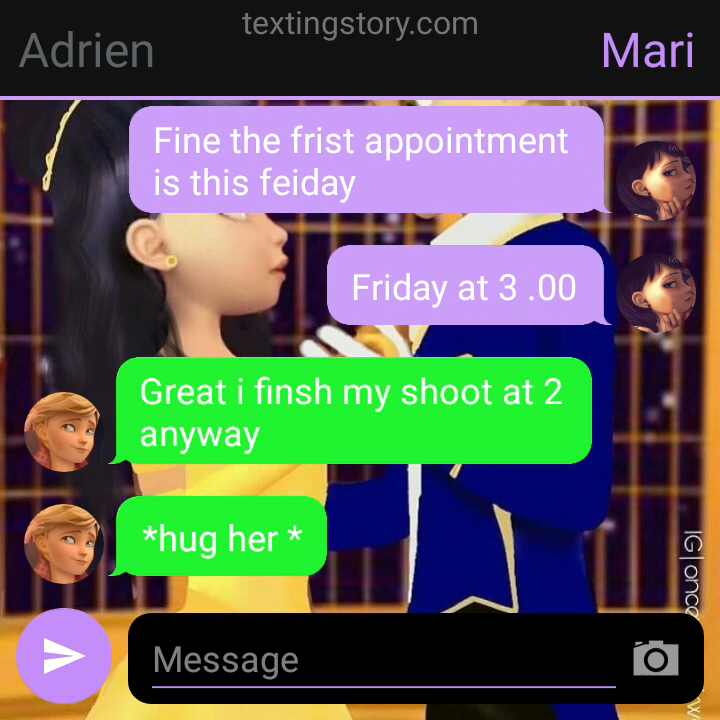 textingstory.com
Adrien
Mari
Fine the frist appointment
is this feiday
Friday at 3 .00
Great i finsh my shoot at 2
anyway
*hug her *
Message